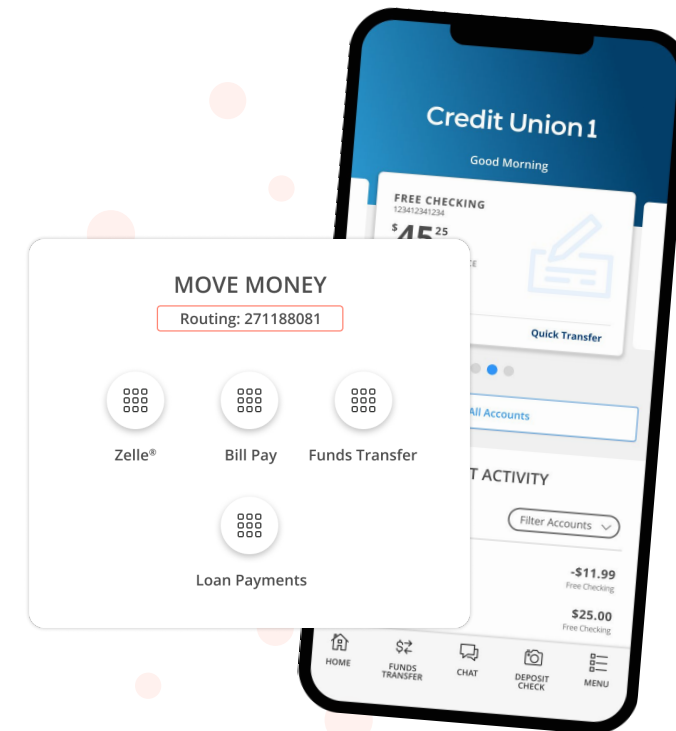 Credit Union 1
Good Morning
FREE CHECKING
123412341234
$45 25
Quick Transfer
All Accounts
ACTIVITY
Filter Accounts
-$11.99
Free Checking
$25.00
Free Checking
HOME
FUNDS
TRANSFER
CHAT
DEPOSIT
CHECK
MENU
MOVE MONEY
Routing: 271188081
Zelle®
Bill Pay
Funds Transfer
Loan Payments